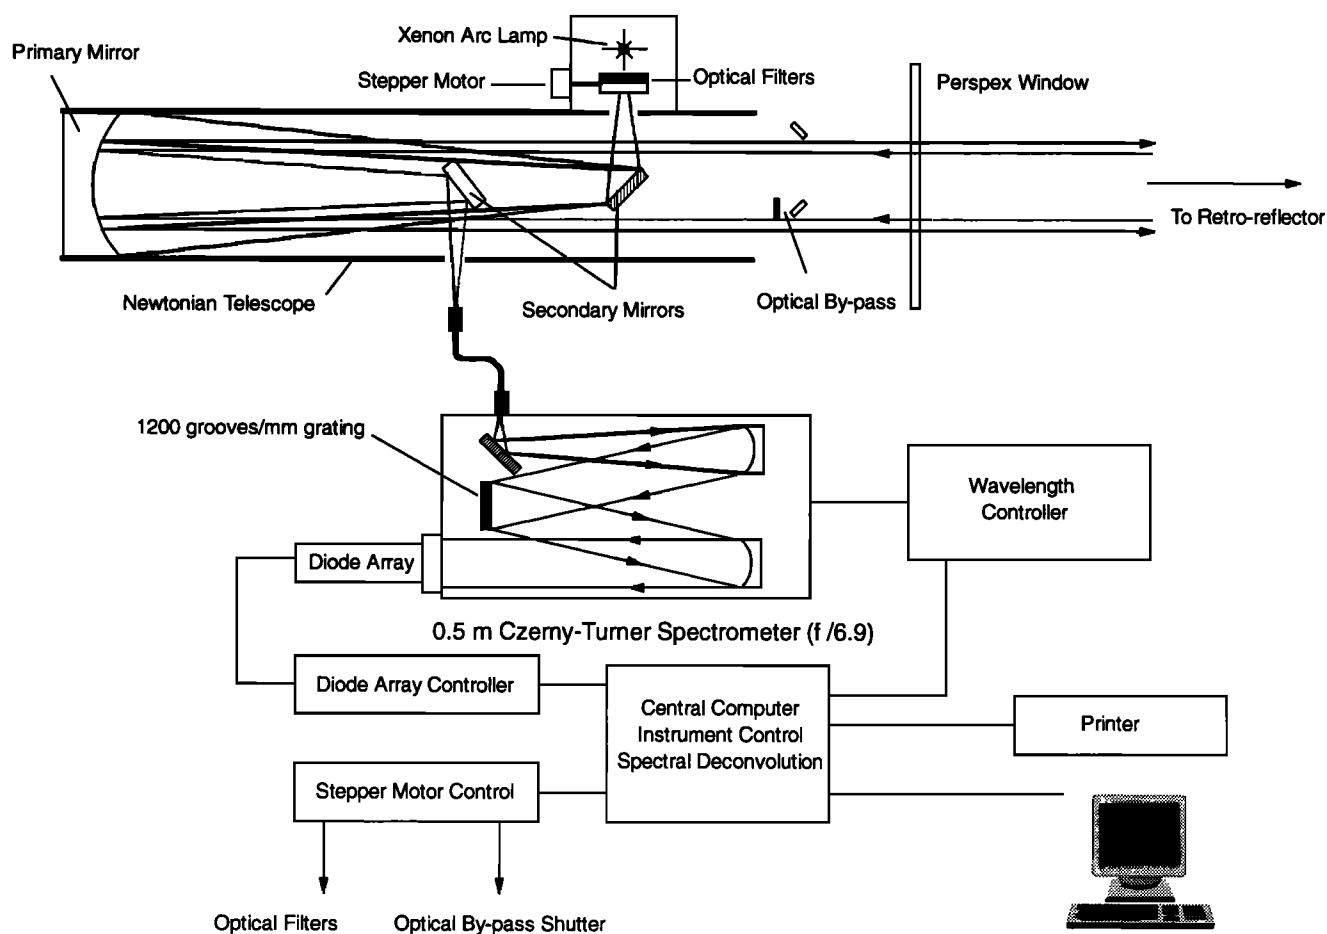 Xenon Arc Lamp
Primary Mirror
Stepper Motor
Optical Filters
Perspex Window
To Retro-reflector
Newtonian Telescope
Secondary Mirrors
Optical By-pass
1200 grooves/mm grating
Wavelength
Controller
Diode Array
0.5 m Czerny-Turner Spectrometer (f /6.9)
Diode Array Controller
Central Computer
Instrument Control
Spectral Deconvolution
Printer
Stepper Motor Control
Optical Filters
Optical By-pass Shutter